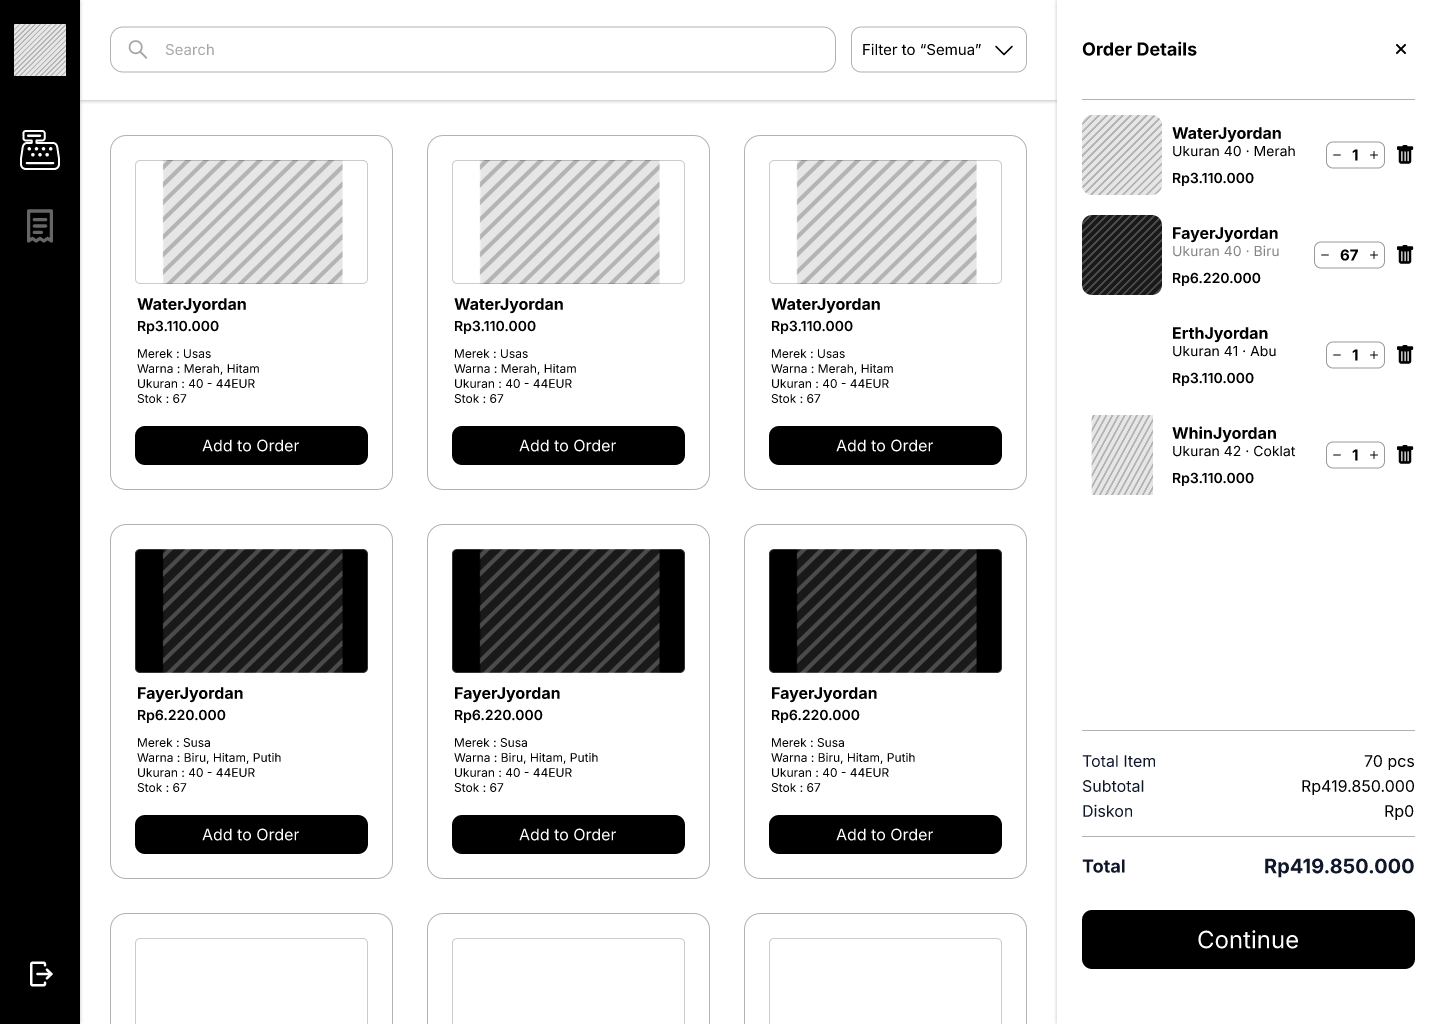 Search
Filter to “Semua”
WaterJyordan
Rp3.110.000
Merek : Usas
Warna : Merah, Hitam
Ukuran : 40 - 44EUR
Stok : 67
Add to Order
WaterJyordan
Rp3.110.000
Merek : Usas
Warna : Merah, Hitam
Ukuran : 40 - 44EUR
Stok : 67
Add to Order
WaterJyordan
Rp3.110.000
Merek : Usas
Warna : Merah, Hitam
Ukuran : 40 - 44EUR
Stok : 67
Add to Order
FayerJyordan
Rp6.220.000
Merek : Susa
Warna : Biru, Hitam, Putih
Ukuran : 40 - 44EUR
Stok : 67
Add to Order
FayerJyordan
Rp6.220.000
Merek : Susa
Warna : Biru, Hitam, Putih
Ukuran : 40 - 44EUR
Stok : 67
Add to Order
FayerJyordan
Rp6.220.000
Merek : Susa
Warna : Biru, Hitam, Putih
Ukuran : 40 - 44EUR
Stok : 67
Add to Order
Order Details
WaterJyordan
Ukuran 40 · Merah
Rp3.110.000
− 1 +
FayerJyordan
Ukuran 40 · Biru
Rp6.220.000
− 67 +
ErthJyordan
Ukuran 41 · Abu
Rp3.110.000
− 1 +
WhinJyordan
Ukuran 42 · Coklat
Rp3.110.000
− 1 +
Total Item 70 pcs
Subtotal Rp419.850.000
Diskon Rp0
Total Rp419.850.000
Continue